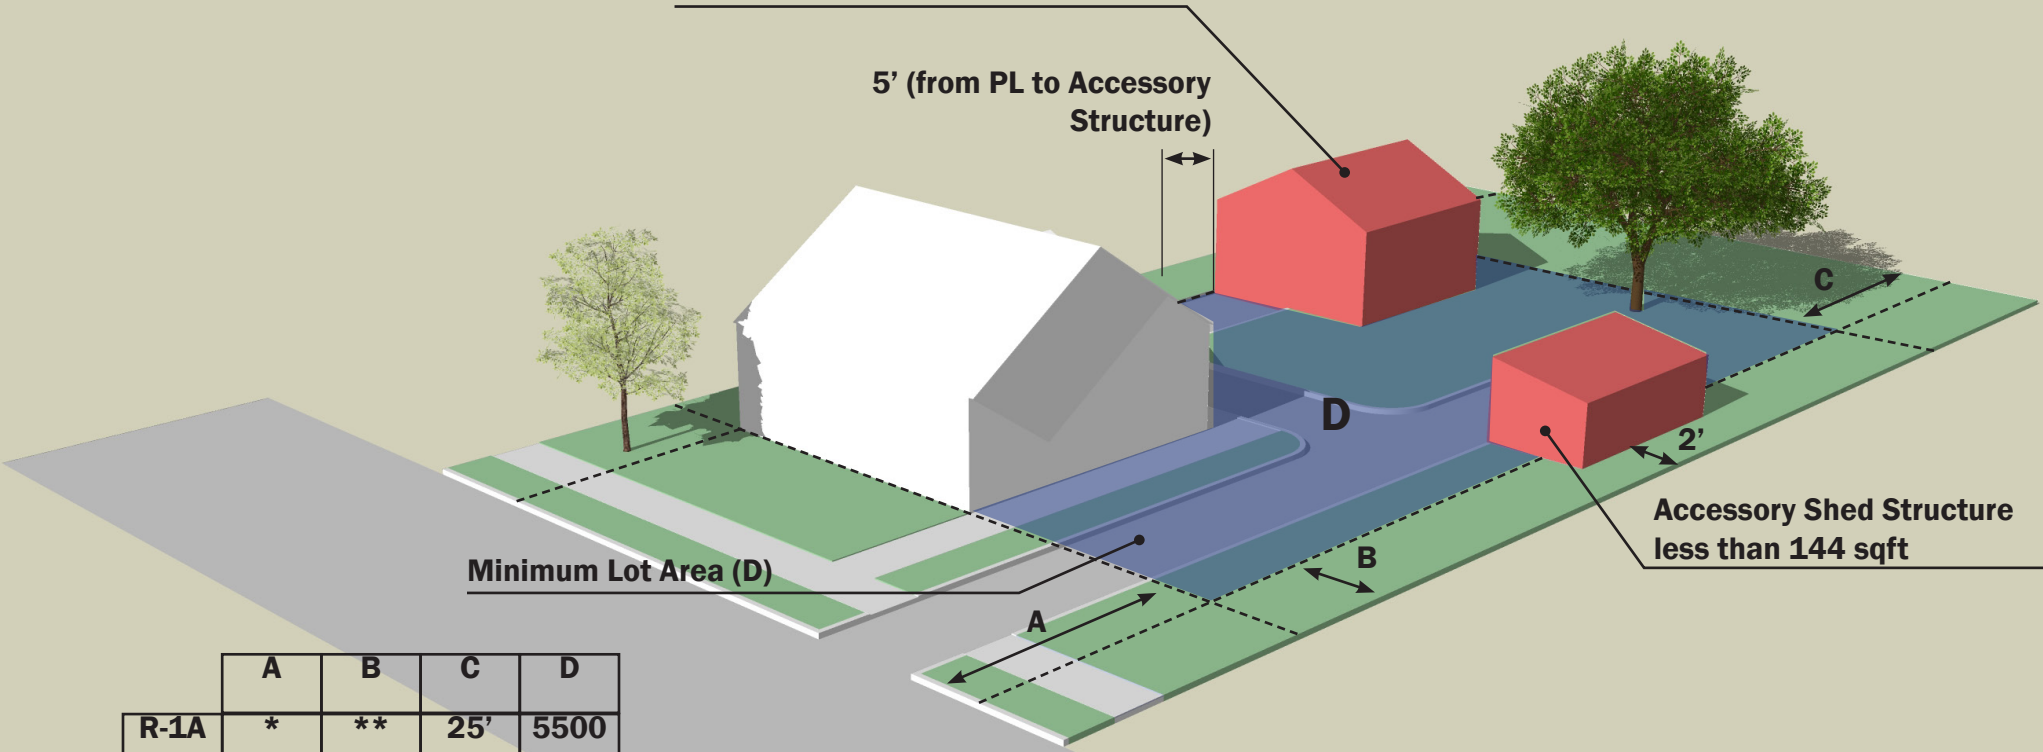 5’ (from PL to Accessory
Structure)
C
D
2’
Accessory Shed Structure
less than 144 sqft
B
Minimum Lot Area (D)
A
A B C D
R-1A * ** 25’ 5500